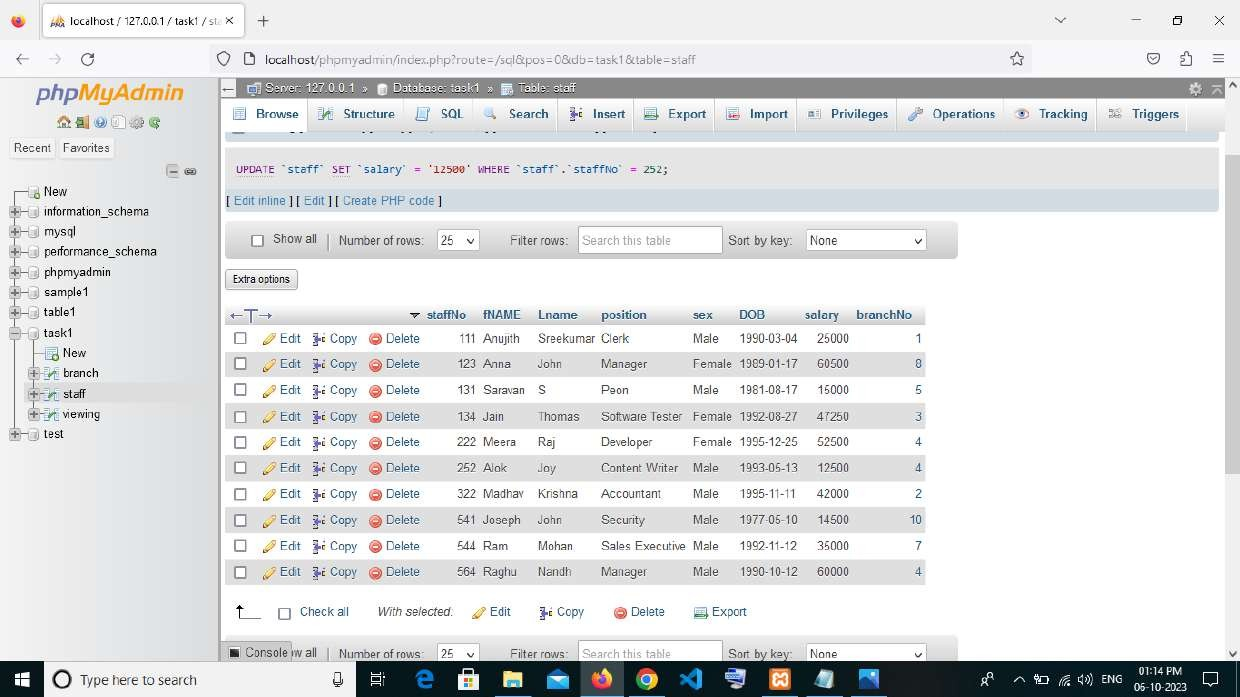 localhost / 127.0.0.1 / task1 / sta
localhost/phpmyadmin/index.php?route=/sql&pos=0&db=task1&table=staff
phpMyAdmin
Recent Favorites
New
information_schema
mysql
performance_schema
phpmyadmin
sample1
table1
task1
New
branch
staff
viewing
test
Server: 127.0.0.1 » Database: task1 » Table: staff
Browse Structure SQL Search Insert Export Import Privileges Operations Tracking Triggers
UPDATE `staff` SET `salary` = '12500' WHERE `staff`.`staffNo` = 252;
[ Edit inline ] [ Edit ] [ Create PHP code ]
Show all | Number of rows: 25 Filter rows: Search this table Sort by key: None
Extra options
←T→ staffNo fNAME Lname position sex DOB salary branchNo
Edit Copy Delete 111 Anujith Sreekumar Clerk Male 1990-03-04 25000 1
Edit Copy Delete 123 Anna John Manager Female 1989-01-17 60500 8
Edit Copy Delete 131 Saravan S Peon Male 1981-08-17 15000 5
Edit Copy Delete 134 Jain Thomas Software Tester Female 1992-08-27 47250 3
Edit Copy Delete 222 Meera Raj Developer Female 1995-12-25 52500 4
Edit Copy Delete 252 Alok Joy Content Writer Male 1993-05-13 12500 4
Edit Copy Delete 322 Madhav Krishna Accountant Male 1995-11-11 42000 2
Edit Copy Delete 541 Joseph John Security Male 1977-05-10 14500 10
Edit Copy Delete 544 Ram Mohan Sales Executive Male 1992-11-12 35000 7
Edit Copy Delete 564 Raghu Nandh Manager Male 1990-10-12 60000 4
Check all With selected: Edit Copy Delete Export
Console w all Number of rows: 25 Filter rows: Search this table Sort by key: None
Type here to search
ENG
01:14 PM
06-10-2023